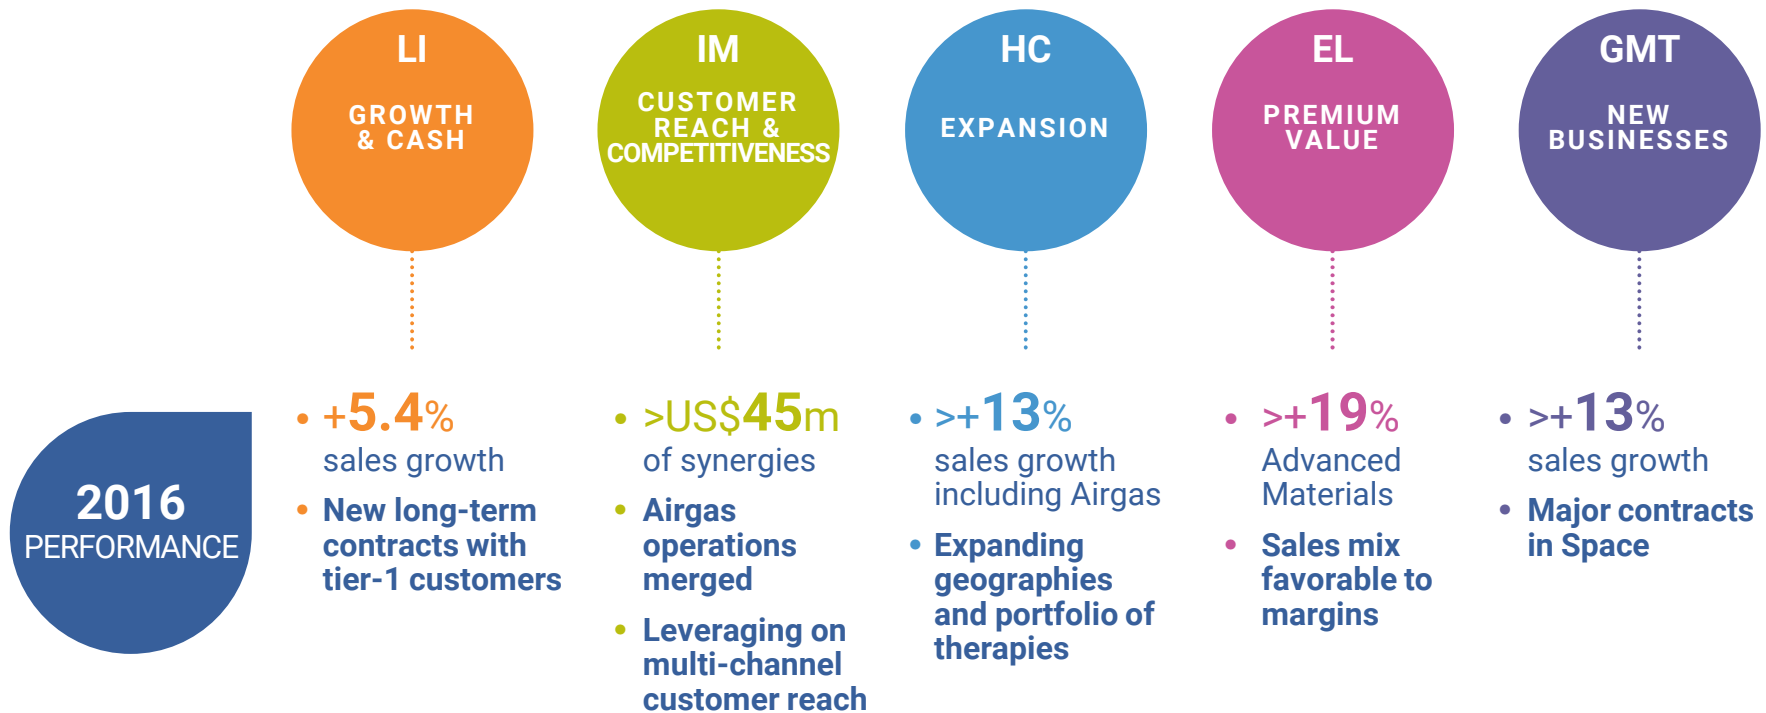 LI
GROWTH
& CASH
IM
CUSTOMER
REACH &
COMPETITIVENESS
HC
EXPANSION
EL
PREMIUM
VALUE
GMT
NEW
BUSINESSES
2016
PERFORMANCE
• +5.4%
sales growth
• New long-term
contracts with
tier-1 customers
• >US$45m
of synergies
• Airgas
operations
merged
• Leveraging on
multi-channel
customer reach
• >+13%
sales growth
including Airgas
• Expanding
geographies
and portfolio of
therapies
• >+19%
Advanced
Materials
• Sales mix
favorable to
margins
• >+13%
sales growth
• Major contracts
in Space